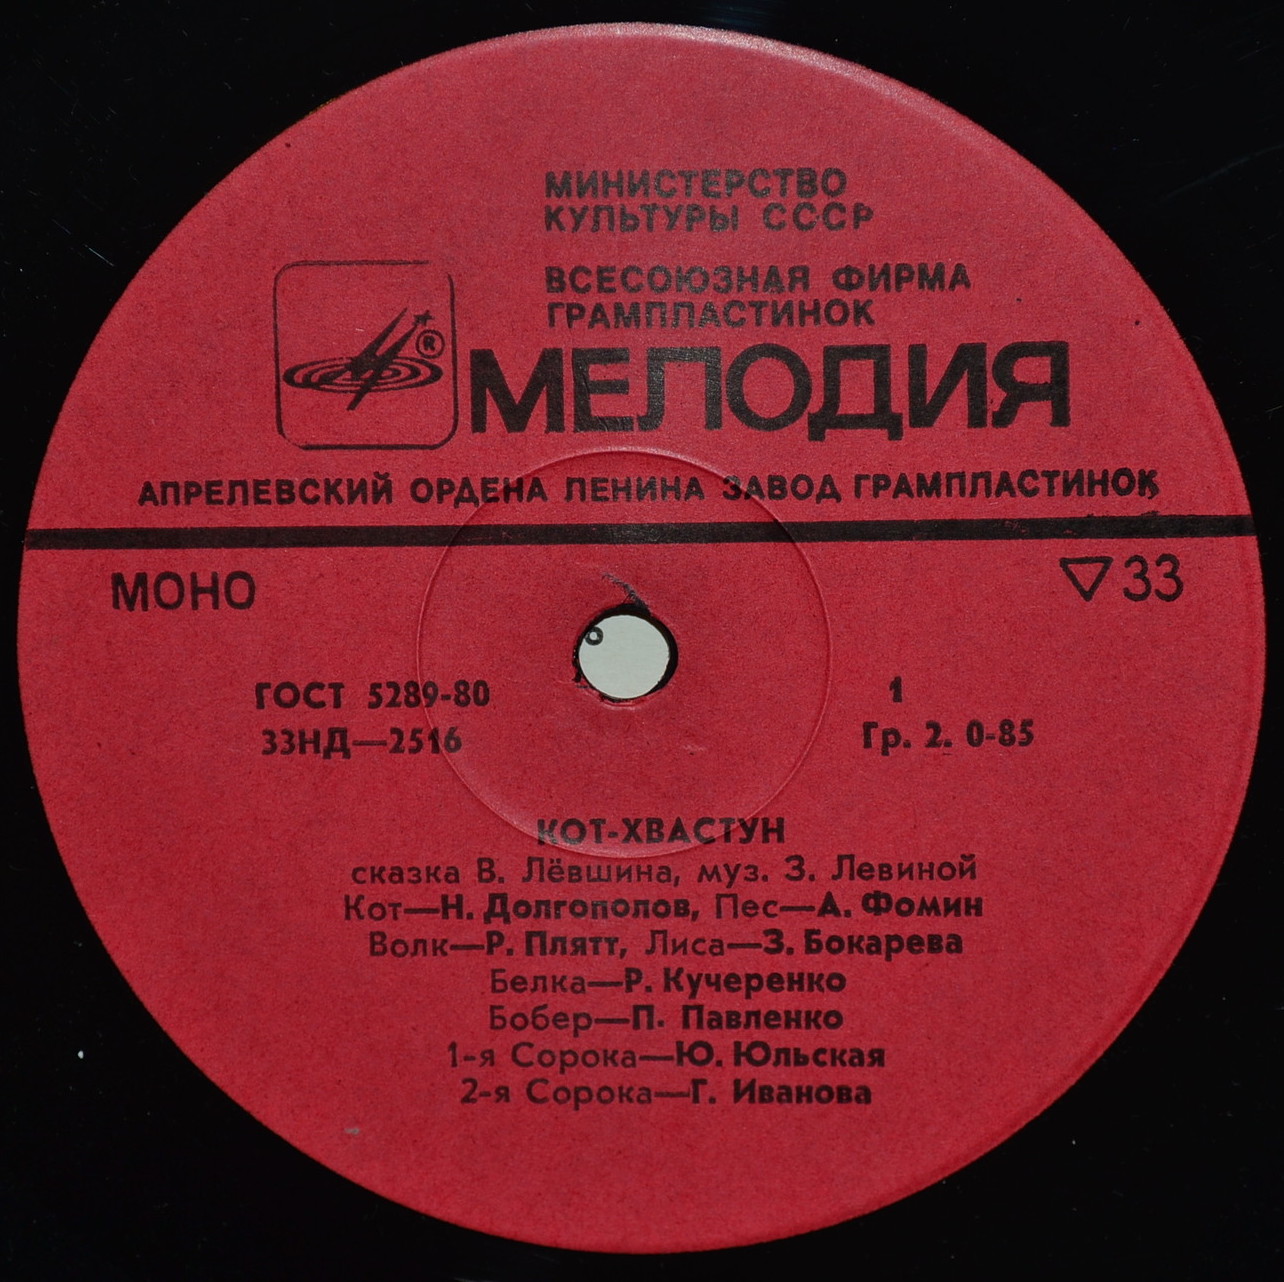 МИНИСТЕРСТВО
КУЛЬТУРЫ СССР
ВСЕСОЮЗНАЯ ФИРМА
ГРАМПЛАСТИНОК
®
МЕЛОДИЯ
АПРЕЛЕВСКИЙ ОРДЕНА ЛЕНИНА ЗАВОД ГРАМПЛАСТИНОК
МОНО
▽33
ГОСТ 5289-80
33НД—2516
1
Гр. 2. 0-85
КОТ-ХВАСТУН
сказка В. Лёвшина, муз. З. Левиной
Кот—Н. Долгополов, Пес—А. Фомин
Волк—Р. Плятт, Лиса—З. Бокарева
Белка—Р. Кучеренко
Бобер—П. Павленко
1-я Сорока—Ю. Юльская
2-я Сорока—Г. Иванова